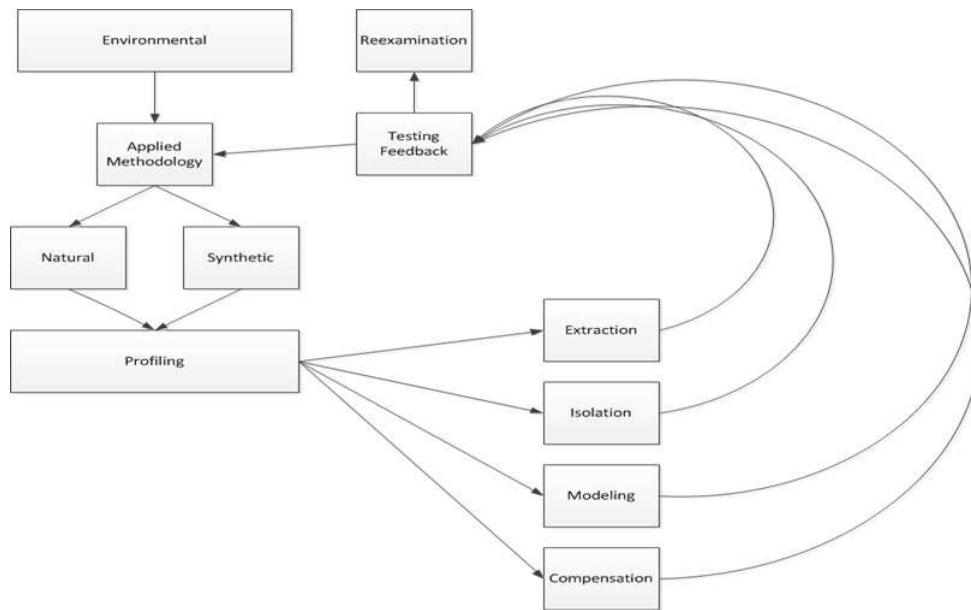 Environmental
Reexamination
Applied
Methodology
Testing
Feedback
Natural
Synthetic
Profiling
Extraction
Isolation
Modeling
Compensation